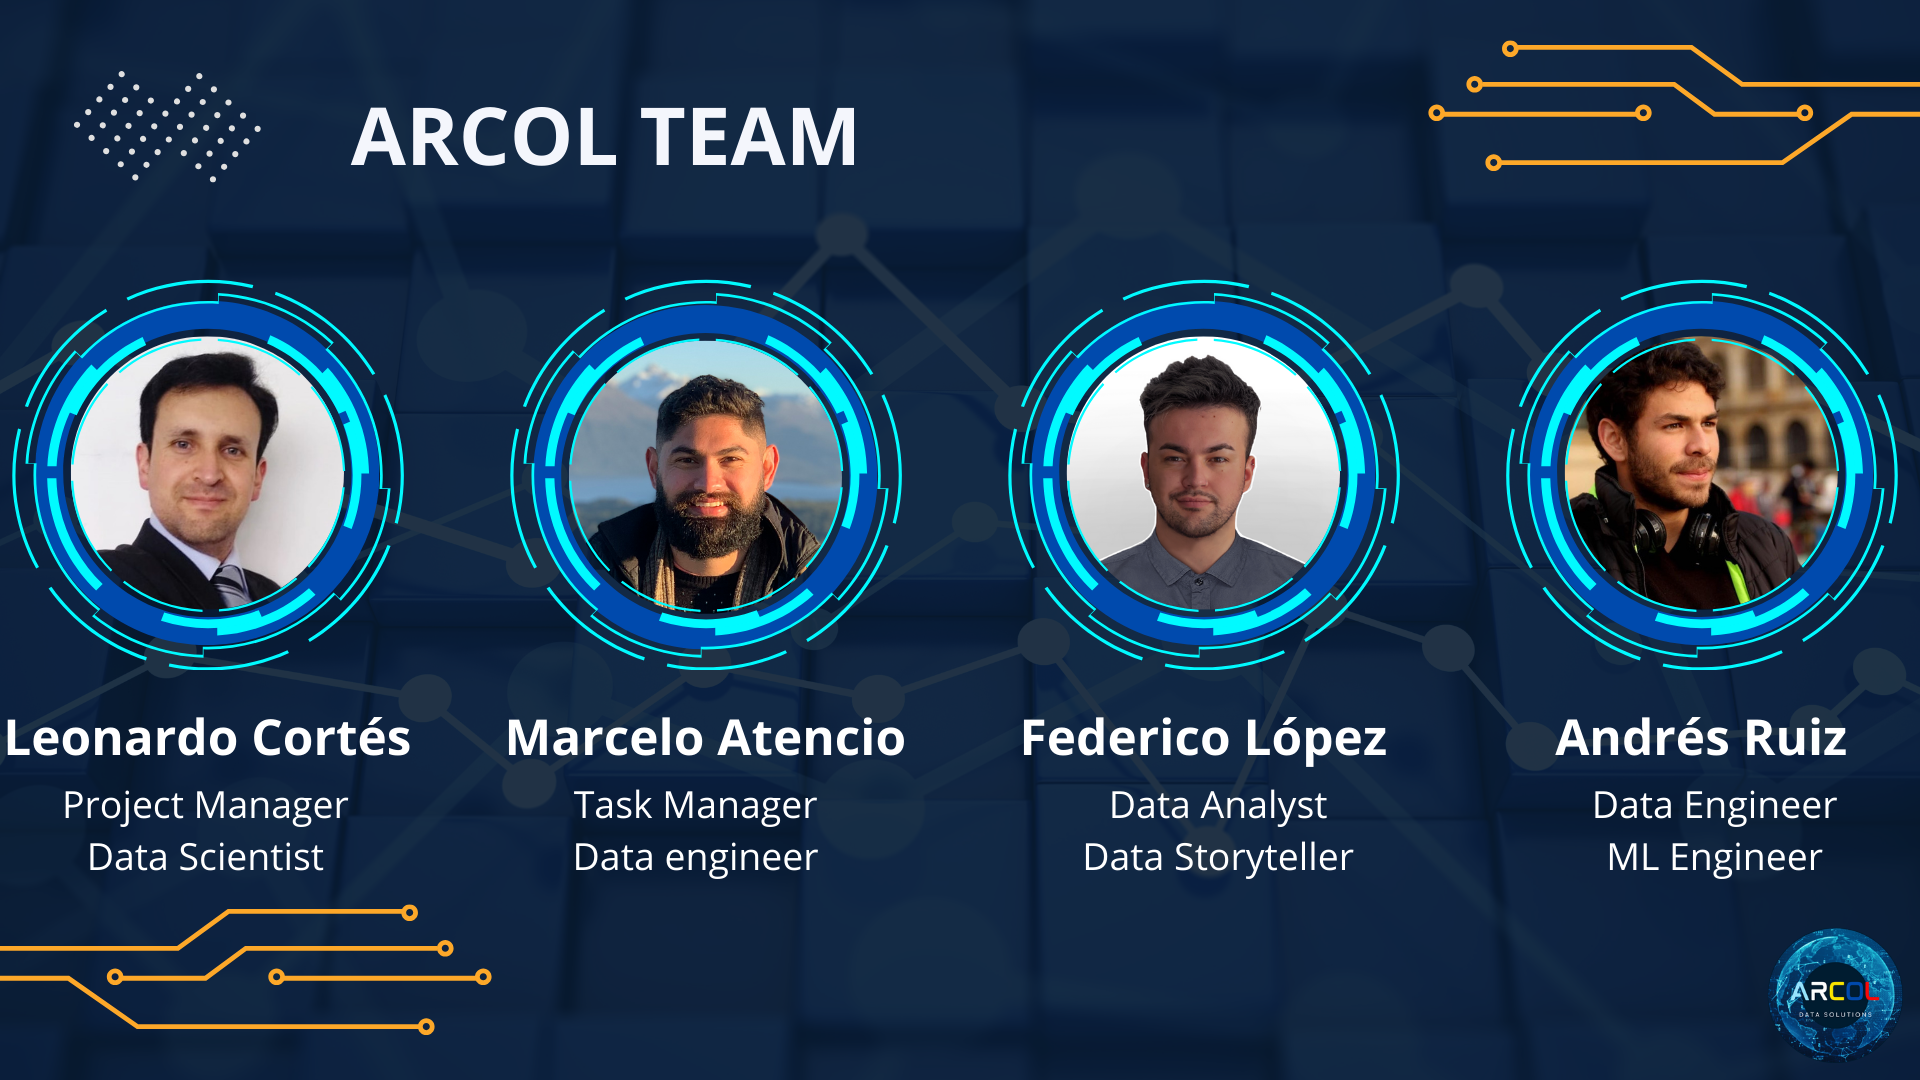 ARCOL TEAM
Leonardo Cortés
Project Manager
Data Scientist
Marcelo Atencio
Task Manager
Data engineer
Federico López
Data Analyst
Data Storyteller
Andrés Ruiz
Data Engineer
ML Engineer
ARCOL
DATA SOLUTIONS